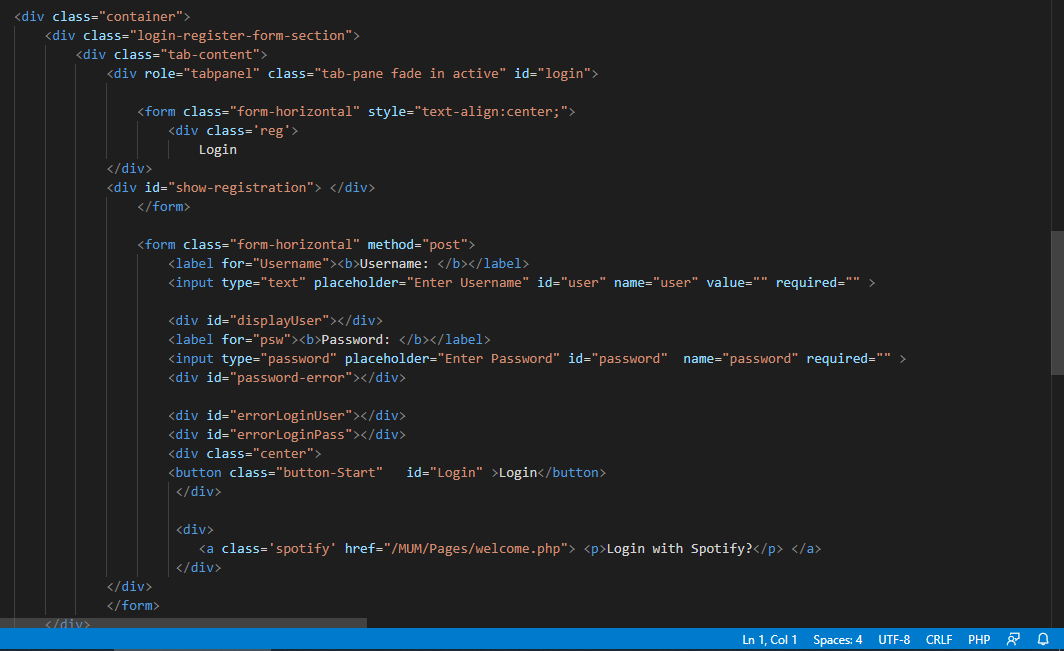 <div class="container">
<div class="login-register-form-section">
<div class="tab-content">
<div role="tabpanel" class="tab-pane fade in active" id="login">
<form class="form-horizontal" style="text-align:center;">
<div class='reg'>
Login
</div>
<div id="show-registration"> </div>
</form>
<form class="form-horizontal" method="post">
<label for="Username"><b>Username: </b></label>
<input type="text" placeholder="Enter Username" id="user" name="user" value="" required="" >
<div id="displayUser"></div>
<label for="psw"><b>Password: </b></label>
<input type="password" placeholder="Enter Password" id="password"  name="password" required="" >
<div id="password-error"></div>
<div id="errorLoginUser"></div>
<div id="errorLoginPass"></div>
<div class="center">
<button class="button-Start"   id="Login" >Login</button>
</div>
<div>
<a class='spotify' href="/MUM/Pages/welcome.php"> <p>Login with Spotify?</p> </a>
</div>
</div>
</form>
</div>
Ln 1, Col 1 Spaces: 4 UTF-8 CRLF PHP